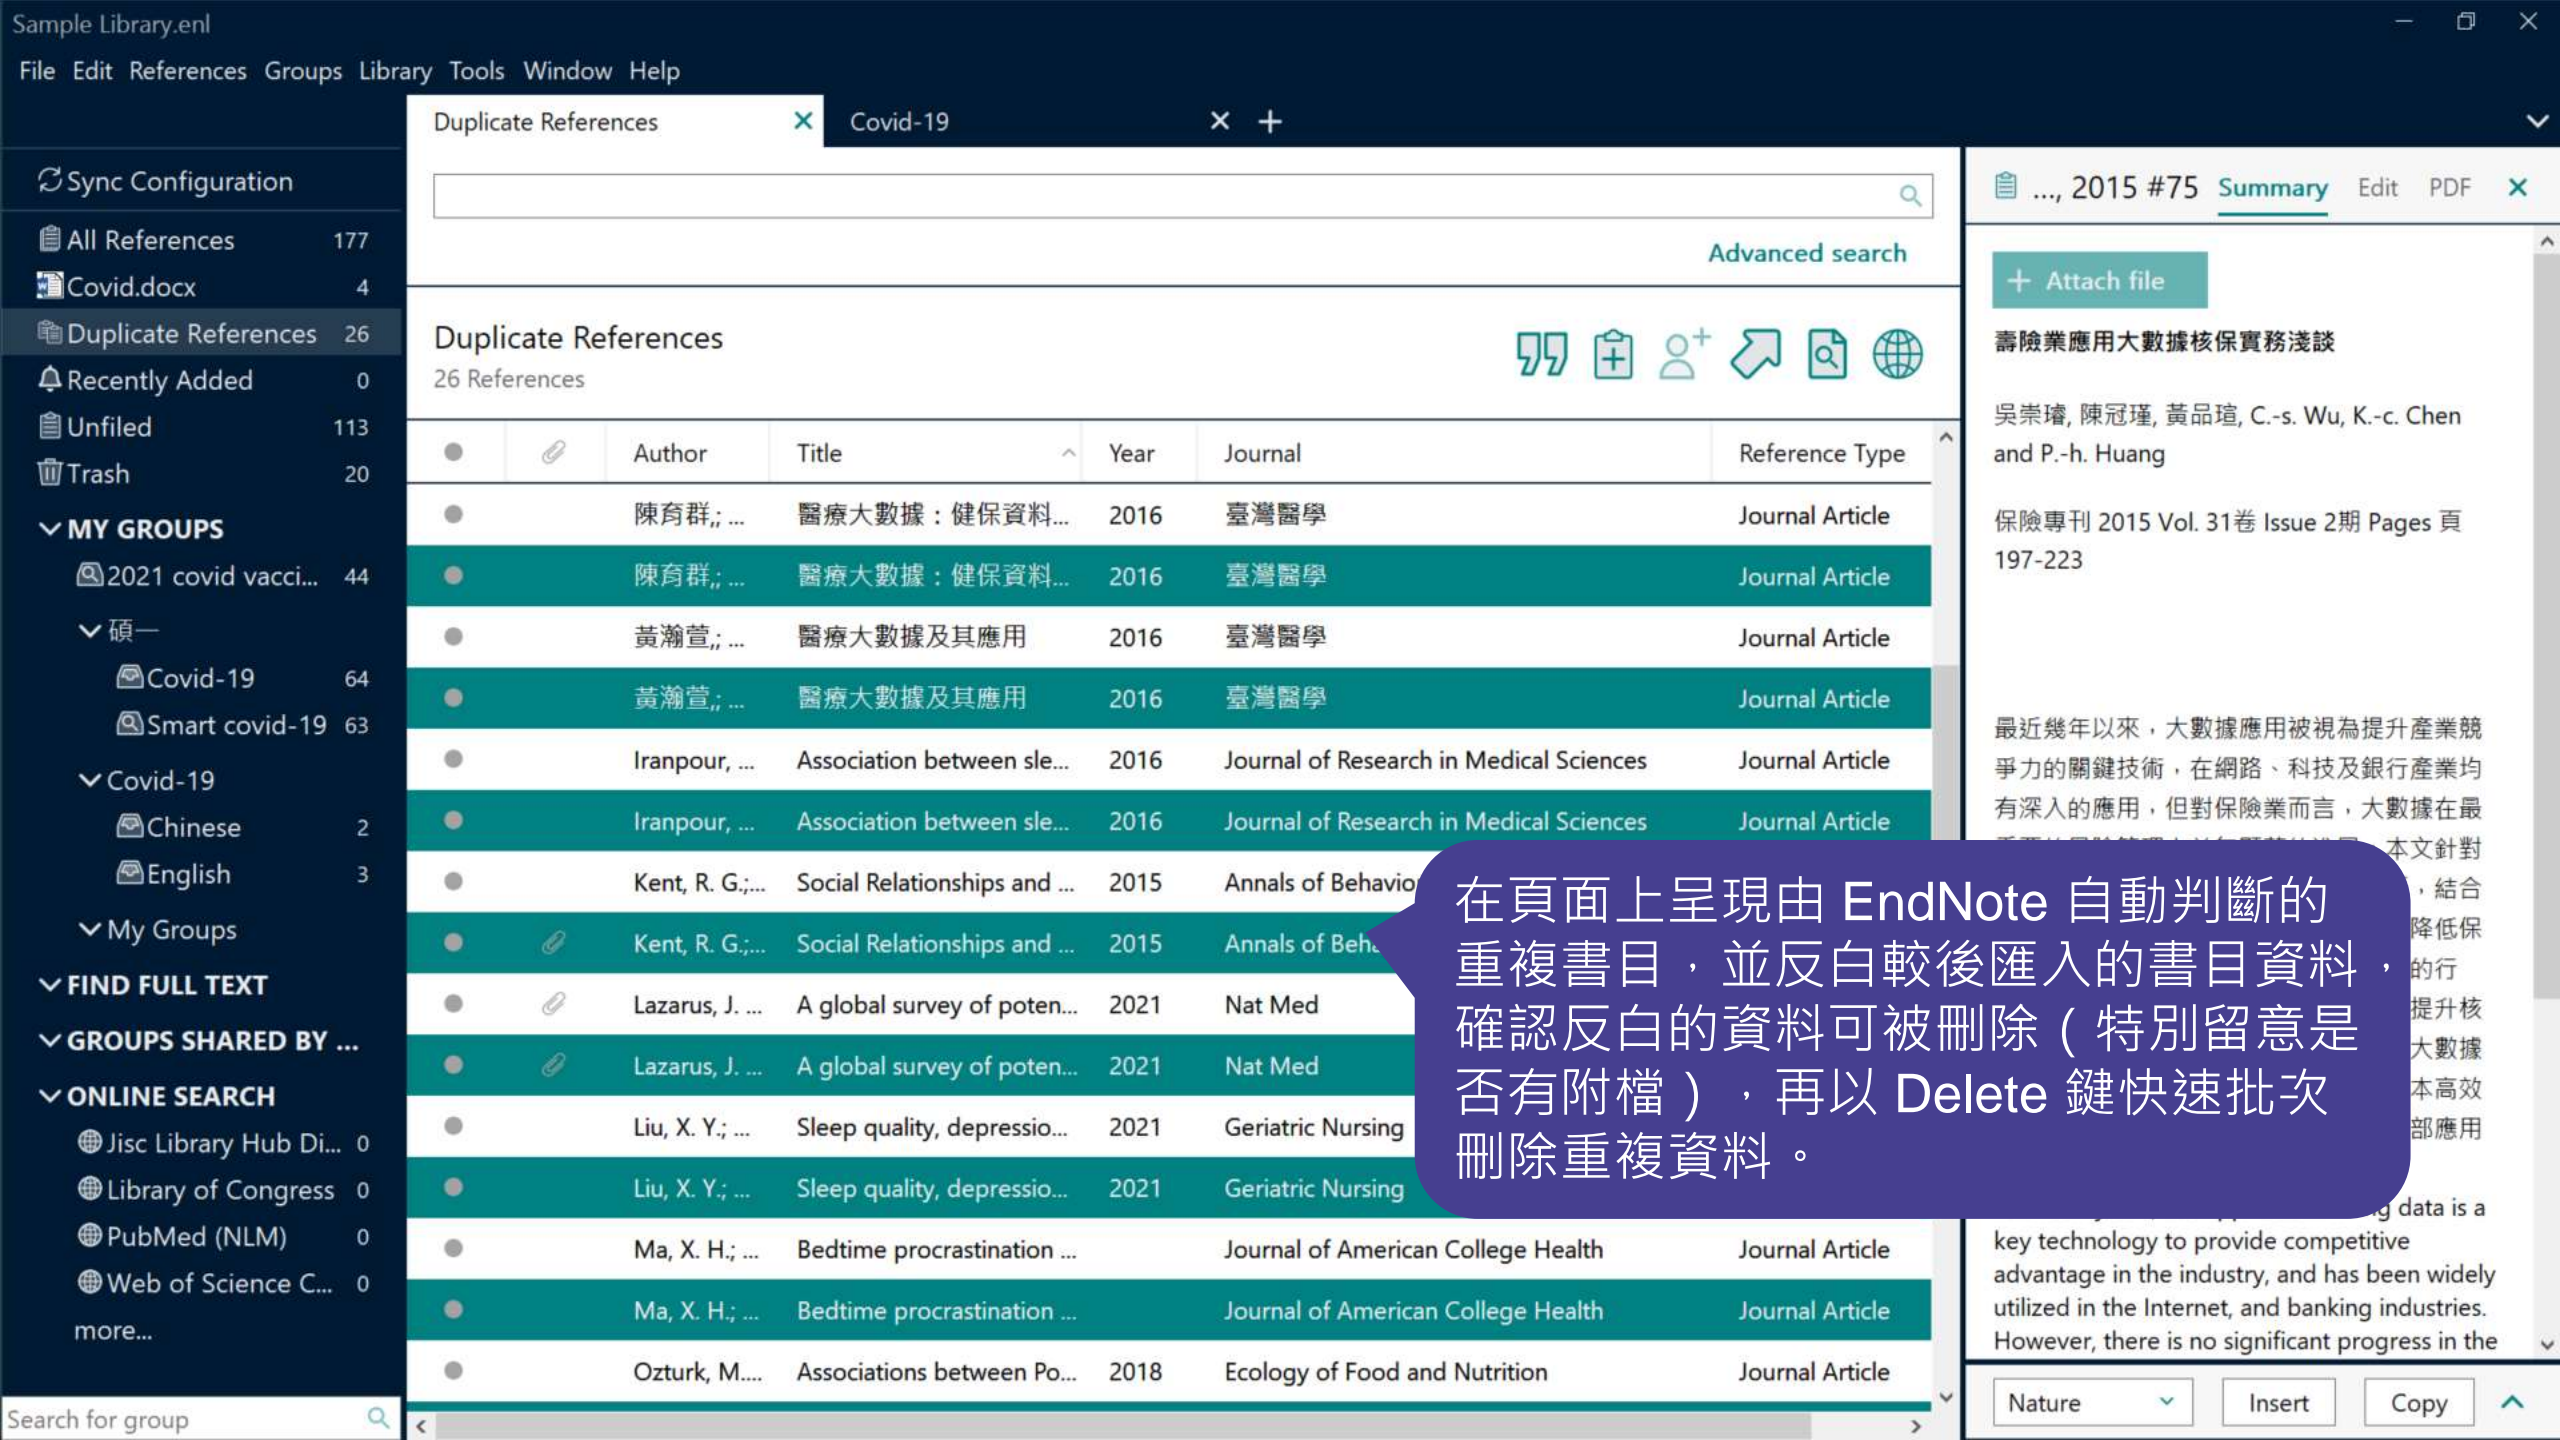 Sample Library.enl
File Edit References Groups Library Tools Window Help
Duplicate References
Covid-19
Sync Configuration
All References 177
Covid.docx 4
Duplicate References 26
Recently Added 0
Unfiled 113
Trash 20
MY GROUPS
2021 covid vacci... 44
碩一
Covid-19 64
Smart covid-19 63
Covid-19
Chinese 2
English 3
My Groups
FIND FULL TEXT
GROUPS SHARED BY ...
ONLINE SEARCH
Jisc Library Hub Di... 0
Library of Congress 0
PubMed (NLM) 0
Web of Science C... 0
more...
Search for group
Advanced search
Duplicate References
26 References
Author Title Year Journal Reference Type
陳育群,; ... 醫療大數據：健保資料... 2016 臺灣醫學 Journal Article
陳育群,; ... 醫療大數據：健保資料... 2016 臺灣醫學 Journal Article
黃瀚萱,; ... 醫療大數據及其應用 2016 臺灣醫學 Journal Article
黃瀚萱,; ... 醫療大數據及其應用 2016 臺灣醫學 Journal Article
Iranpour, ... Association between sle... 2016 Journal of Research in Medical Sciences Journal Article
Iranpour, ... Association between sle... 2016 Journal of Research in Medical Sciences Journal Article
Kent, R. G.;... Social Relationships and ... 2015 Annals of Behavio
Kent, R. G.;... Social Relationships and ... 2015 Annals of Beha
Lazarus, J. ... A global survey of poten... 2021 Nat Med
Lazarus, J. ... A global survey of poten... 2021 Nat Med
Liu, X. Y.; ... Sleep quality, depressio... 2021 Geriatric Nursing
Liu, X. Y.; ... Sleep quality, depressio... 2021 Geriatric Nursing
Ma, X. H.; ... Bedtime procrastination ... Journal of American College Health Journal Article
Ma, X. H.; ... Bedtime procrastination ... Journal of American College Health Journal Article
Ozturk, M.... Associations between Po... 2018 Ecology of Food and Nutrition Journal Article
在頁面上呈現由 EndNote 自動判斷的
重複書目，並反白較後匯入的書目資料，
確認反白的資料可被刪除（特別留意是
否有附檔），再以 Delete 鍵快速批次
刪除重複資料。
..., 2015 #75 Summary Edit PDF
+ Attach file
壽險業應用大數據核保實務淺談
吳崇璿, 陳冠瑾, 黃品瑄, C.-s. Wu, K.-c. Chen
and P.-h. Huang
保險專刊 2015 Vol. 31卷 Issue 2期 Pages 頁
197-223
最近幾年以來，大數據應用被視為提升產業競
爭力的關鍵技術，在網路、科技及銀行產業均
有深入的應用，但對保險業而言，大數據在最
本文針對
，結合
降低保
的行
提升核
大數據
本高效
部應用
data is a
key technology to provide competitive
advantage in the industry, and has been widely
utilized in the Internet, and banking industries.
However, there is no significant progress in the
Nature Insert Copy